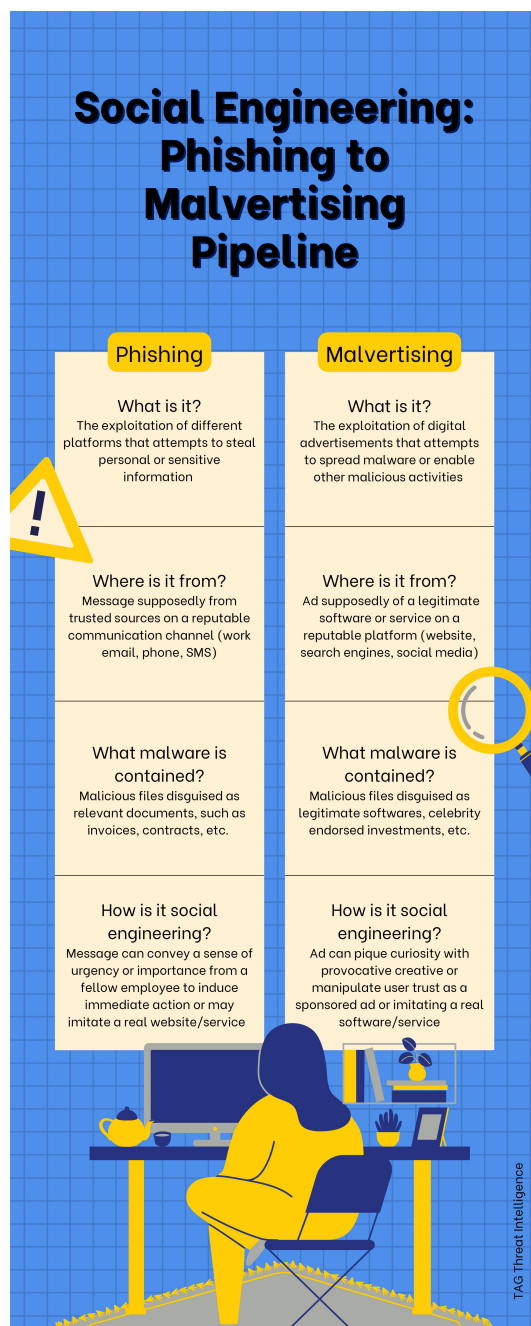 Social Engineering:
Phishing to
Malvertising
Pipeline
Phishing
What is it?
The exploitation of different
platforms that attempts to steal
personal or sensitive
information
Where is it from?
Message supposedly from
trusted sources on a reputable
communication channel (work
email, phone, SMS)
What malware is
contained?
Malicious files disguised as
relevant documents, such as
invoices, contracts, etc.
How is it social
engineering?
Message can convey a sense of
urgency or importance from a
fellow employee to induce
immediate action or may
imitate a real website/service
Malvertising
What is it?
The exploitation of digital
advertisements that attempts
to spread malware or enable
other malicious activities
Where is it from?
Ad supposedly of a legitimate
software or service on a
reputable platform (website,
search engines, social media)
What malware is
contained?
Malicious files disguised as
legitimate softwares, celebrity
endorsed investments, etc.
How is it social
engineering?
Ad can pique curiosity with
provocative creative or
manipulate user trust as a
sponsored ad or imitating a real
software/service
!
TAG Threat Intelligence